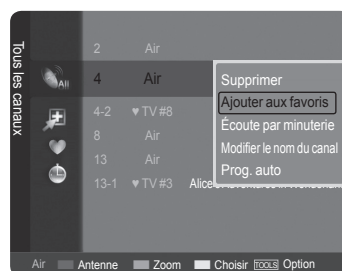 Tous les canaux
All
2 Air
4 Air
4-2 ♥ TV #8
8 Air
13 Air
13-1 ♥ TV #3 Alice
Supprimer
Ajouter aux favoris
Écoute par minuterie
Modifier le nom du canal
Prog. auto
Air Antenne Zoom Choisir TOOLS Option